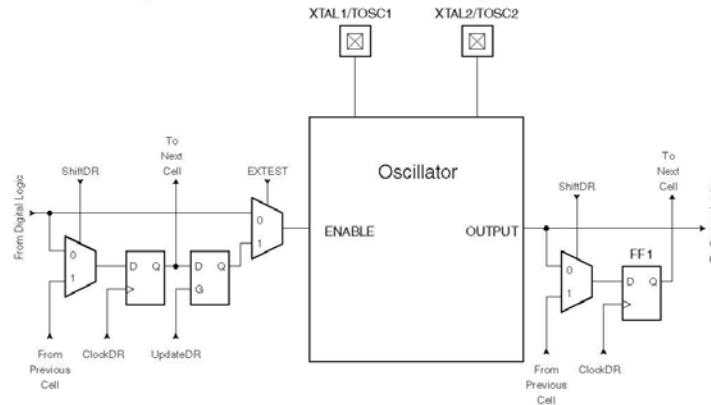 XTAL1/TOSC1
XTAL2/TOSC2
To
Next
Cell
ShiftDR
EXTEST
From Digital Logic
0
1
D Q
D Q
G
0
1
From
Previous
Cell
ClockDR
UpdateDR
Oscillator
ENABLE
OUTPUT
To
Next
Cell
ShiftDR
FF1
0
1
D Q
From
Previous
Cell
ClockDR